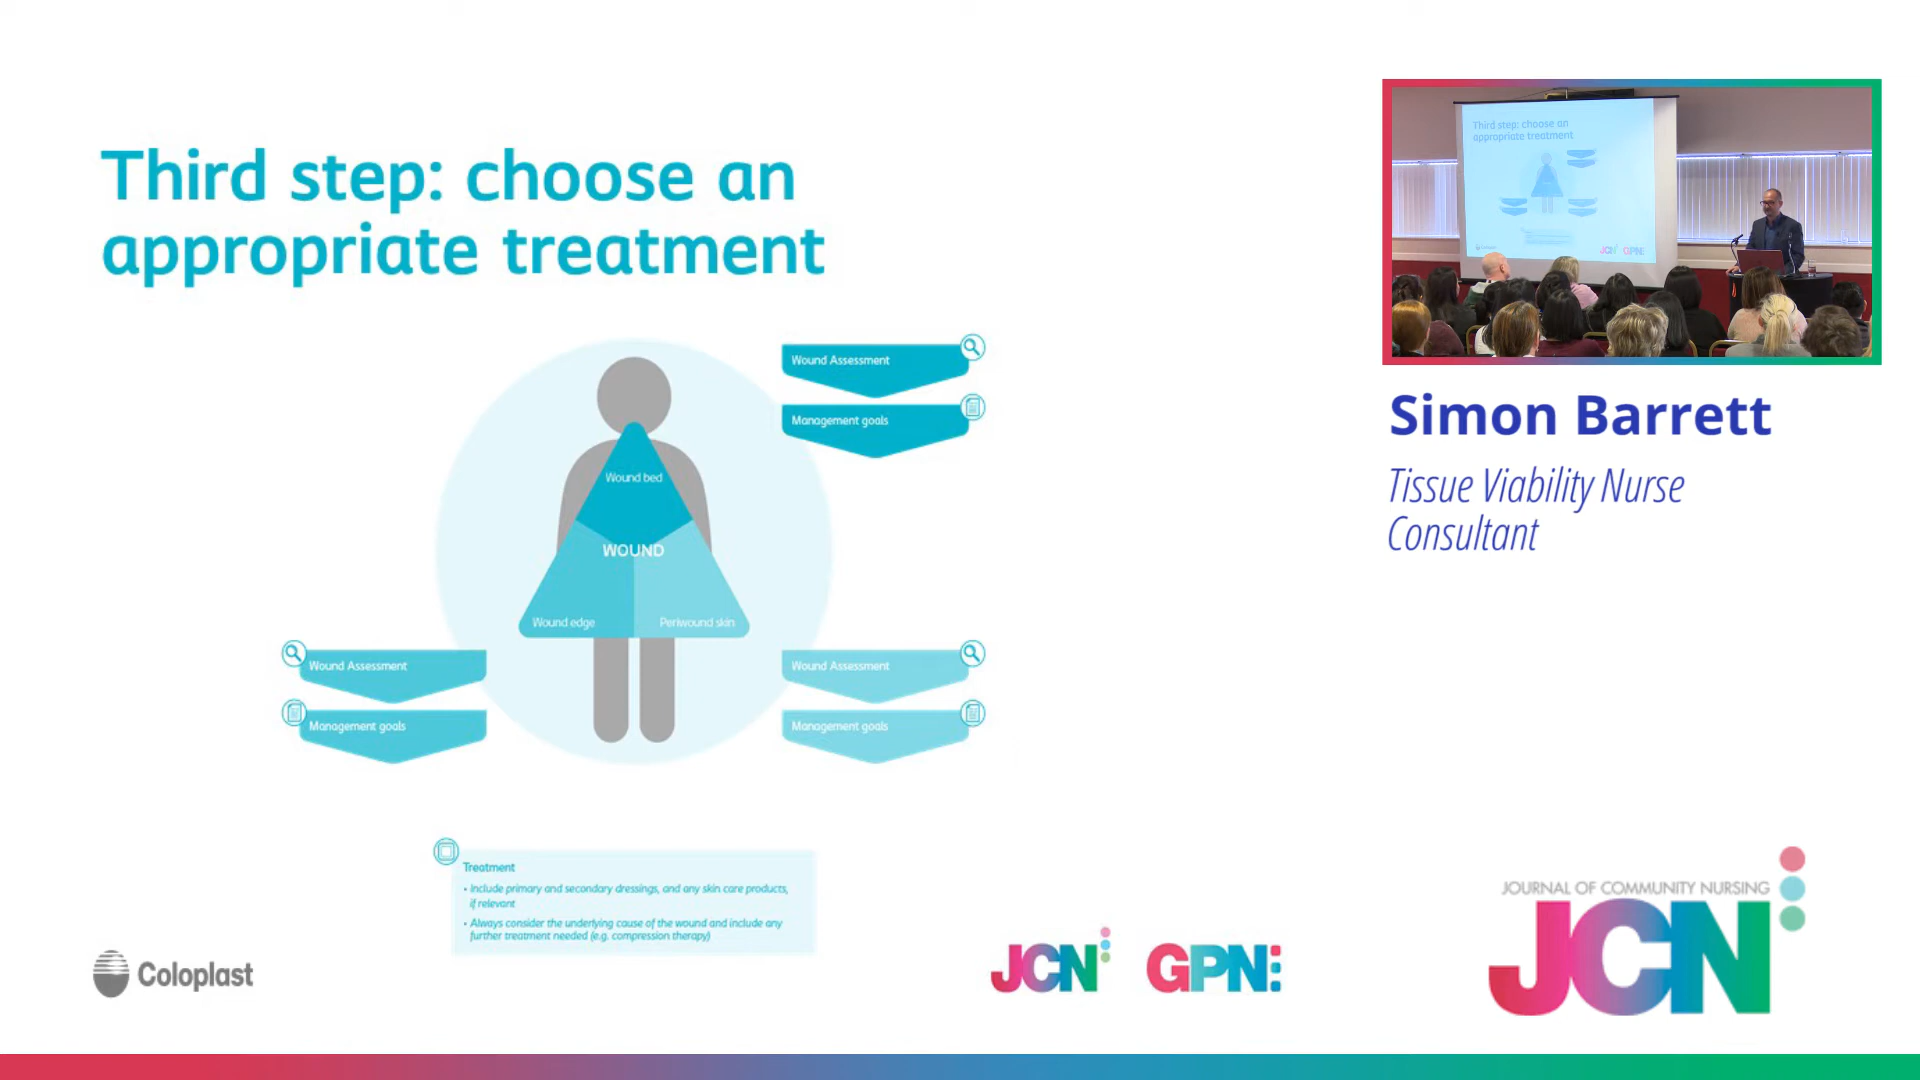 Third step: choose an
appropriate treatment
Wound Assessment
Management goals
Wound bed
WOUND
Wound edge
Periwound skin
Wound Assessment
Management goals
Wound Assessment
Management goals
Treatment
• Include primary and secondary dressings, and any skin care products,
if relevant
• Always consider the underlying cause of the wound and include any
further treatment needed (e.g. compression therapy)
Coloplast
JCN
GPN
Third step: choose an
appropriate treatment
JCN
GPN
Simon Barrett
Tissue Viability Nurse
Consultant
JOURNAL OF COMMUNITY NURSING
JCN